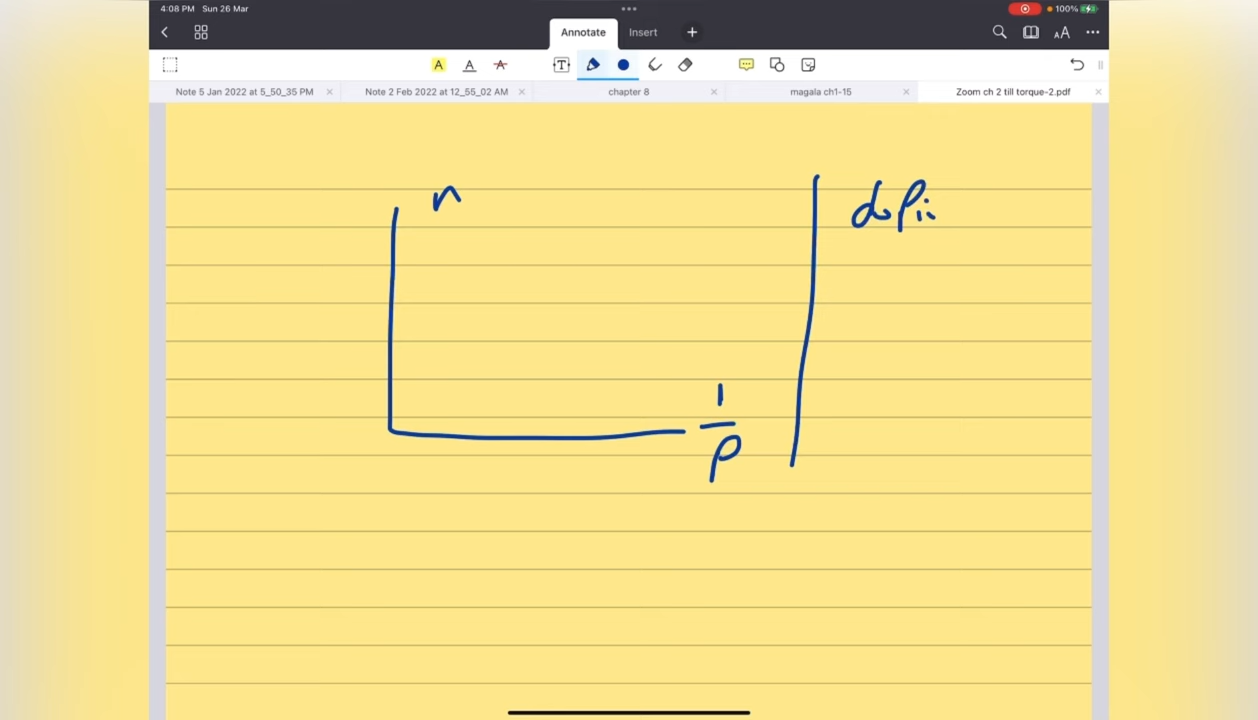 4:08 PM Sun 26 Mar
100%
Annotate Insert
AA
A A A T
Note 5 Jan 2022 at 5_50_35 PM
Note 2 Feb 2022 at 12_55_02 AM
chapter 8
magala ch1-15
Zoom ch 2 till torque-2.pdf
n
1
ρ